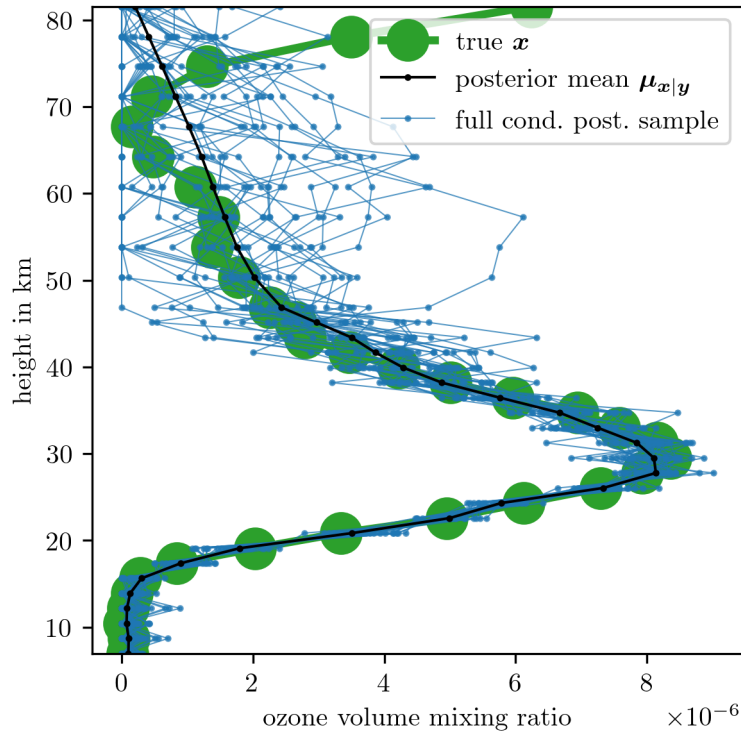 80
70
60
50
40
30
20
10
height in km
true x
posterior mean μx|y
full cond. post. sample
0 2 4 6 8
ozone volume mixing ratio ×10⁻⁶